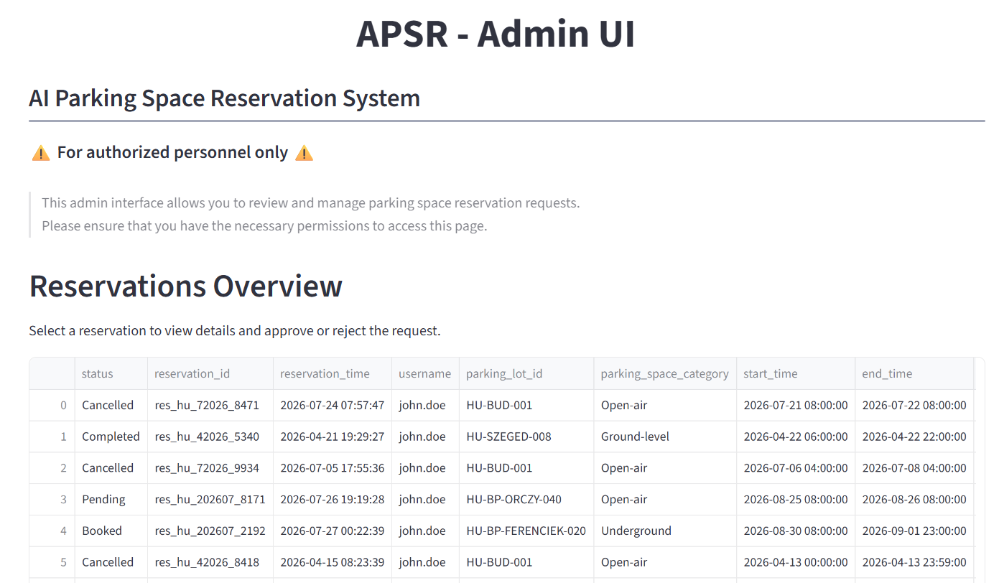 APSR - Admin UI
AI Parking Space Reservation System
⚠️ For authorized personnel only ⚠️
This admin interface allows you to review and manage parking space reservation requests.
Please ensure that you have the necessary permissions to access this page.
Reservations Overview
Select a reservation to view details and approve or reject the request.
status reservation_id reservation_time username parking_lot_id parking_space_category start_time end_time
0 Cancelled res_hu_72026_8471 2026-07-24 07:57:47 john.doe HU-BUD-001 Open-air 2026-07-21 08:00:00 2026-07-22 08:00:00
1 Completed res_hu_42026_5340 2026-04-21 19:29:27 john.doe HU-SZEGED-008 Ground-level 2026-04-22 06:00:00 2026-04-22 22:00:00
2 Cancelled res_hu_72026_9934 2026-07-05 17:55:36 john.doe HU-BUD-001 Open-air 2026-07-06 04:00:00 2026-07-08 04:00:00
3 Pending res_hu_202607_8171 2026-07-26 19:19:28 john.doe HU-BP-ORCZY-040 Open-air 2026-08-25 08:00:00 2026-08-26 08:00:00
4 Booked res_hu_202607_2192 2026-07-27 00:22:39 john.doe HU-BP-FERENCIEK-020 Underground 2026-08-30 08:00:00 2026-09-01 23:00:00
5 Cancelled res_hu_42026_8418 2026-04-15 08:23:39 john.doe HU-BUD-001 Open-air 2026-04-13 00:00:00 2026-04-13 23:59:00